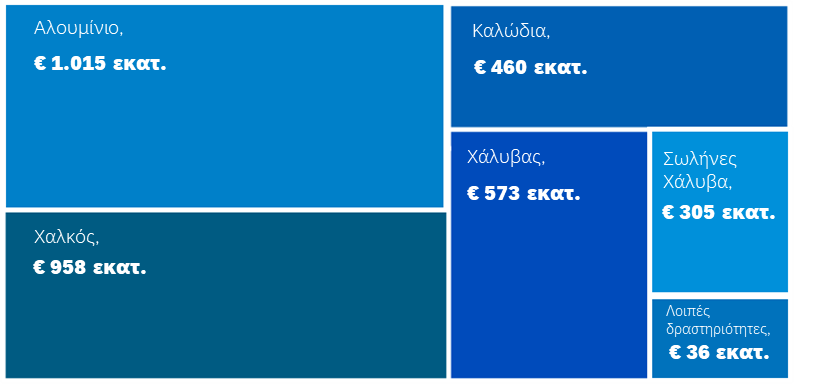 Αλουμίνιο,
€ 1.015 εκατ.
Χαλκός,
€ 958 εκατ.
Καλώδια,
€ 460 εκατ.
Χάλυβας,
€ 573 εκατ.
Σωλήνες
Χάλυβα,
€ 305 εκατ.
Λοιπές
δραστηριότητες,
€ 36 εκατ.